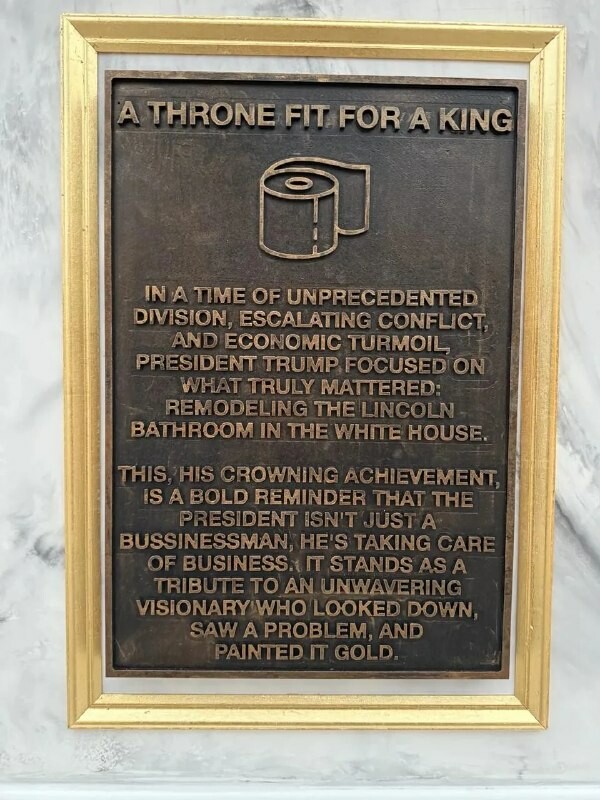 A THRONE FIT FOR A KING
IN A TIME OF UNPRECEDENTED
DIVISION, ESCALATING CONFLICT,
AND ECONOMIC TURMOIL,
PRESIDENT TRUMP FOCUSED ON
WHAT TRULY MATTERED:
REMODELING THE LINCOLN
BATHROOM IN THE WHITE HOUSE.
THIS, HIS CROWNING ACHIEVEMENT,
IS A BOLD REMINDER THAT THE
PRESIDENT ISN'T JUST A
BUSSINESSMAN, HE'S TAKING CARE
OF BUSINESS. IT STANDS AS A
TRIBUTE TO AN UNWAVERING
VISIONARY WHO LOOKED DOWN,
SAW A PROBLEM, AND
PAINTED IT GOLD.